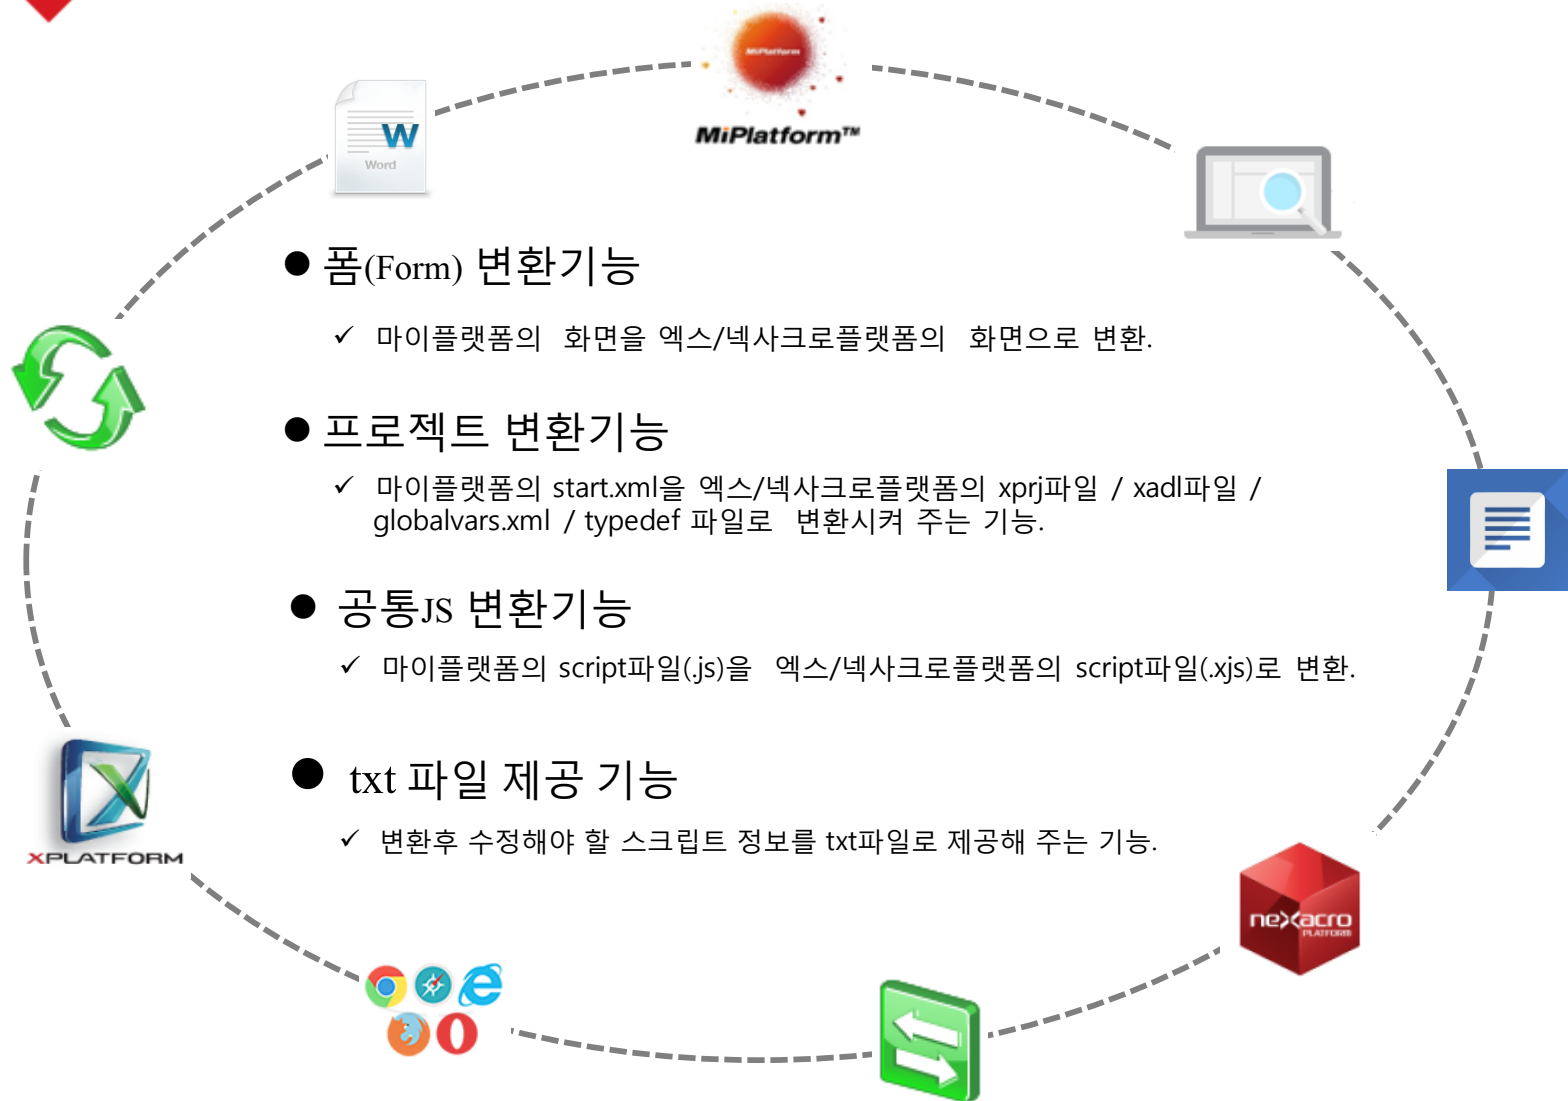 MiPlatform
MiPlatform™
W
Word
● 폼(Form) 변환기능
✓ 마이플랫폼의 화면을 엑스/넥사크로플랫폼의 화면으로 변환.
● 프로젝트 변환기능
✓ 마이플랫폼의 start.xml을 엑스/넥사크로플랫폼의 xprj파일 / xadl파일 /
globalvars.xml / typedef 파일로 변환시켜 주는 기능.
● 공통JS 변환기능
✓ 마이플랫폼의 script파일(.js)을 엑스/넥사크로플랫폼의 script파일(.xjs)로 변환.
● txt 파일 제공 기능
✓ 변환후 수정해야 할 스크립트 정보를 txt파일로 제공해 주는 기능.
XPLATFORM
nexacro
PLATFORM